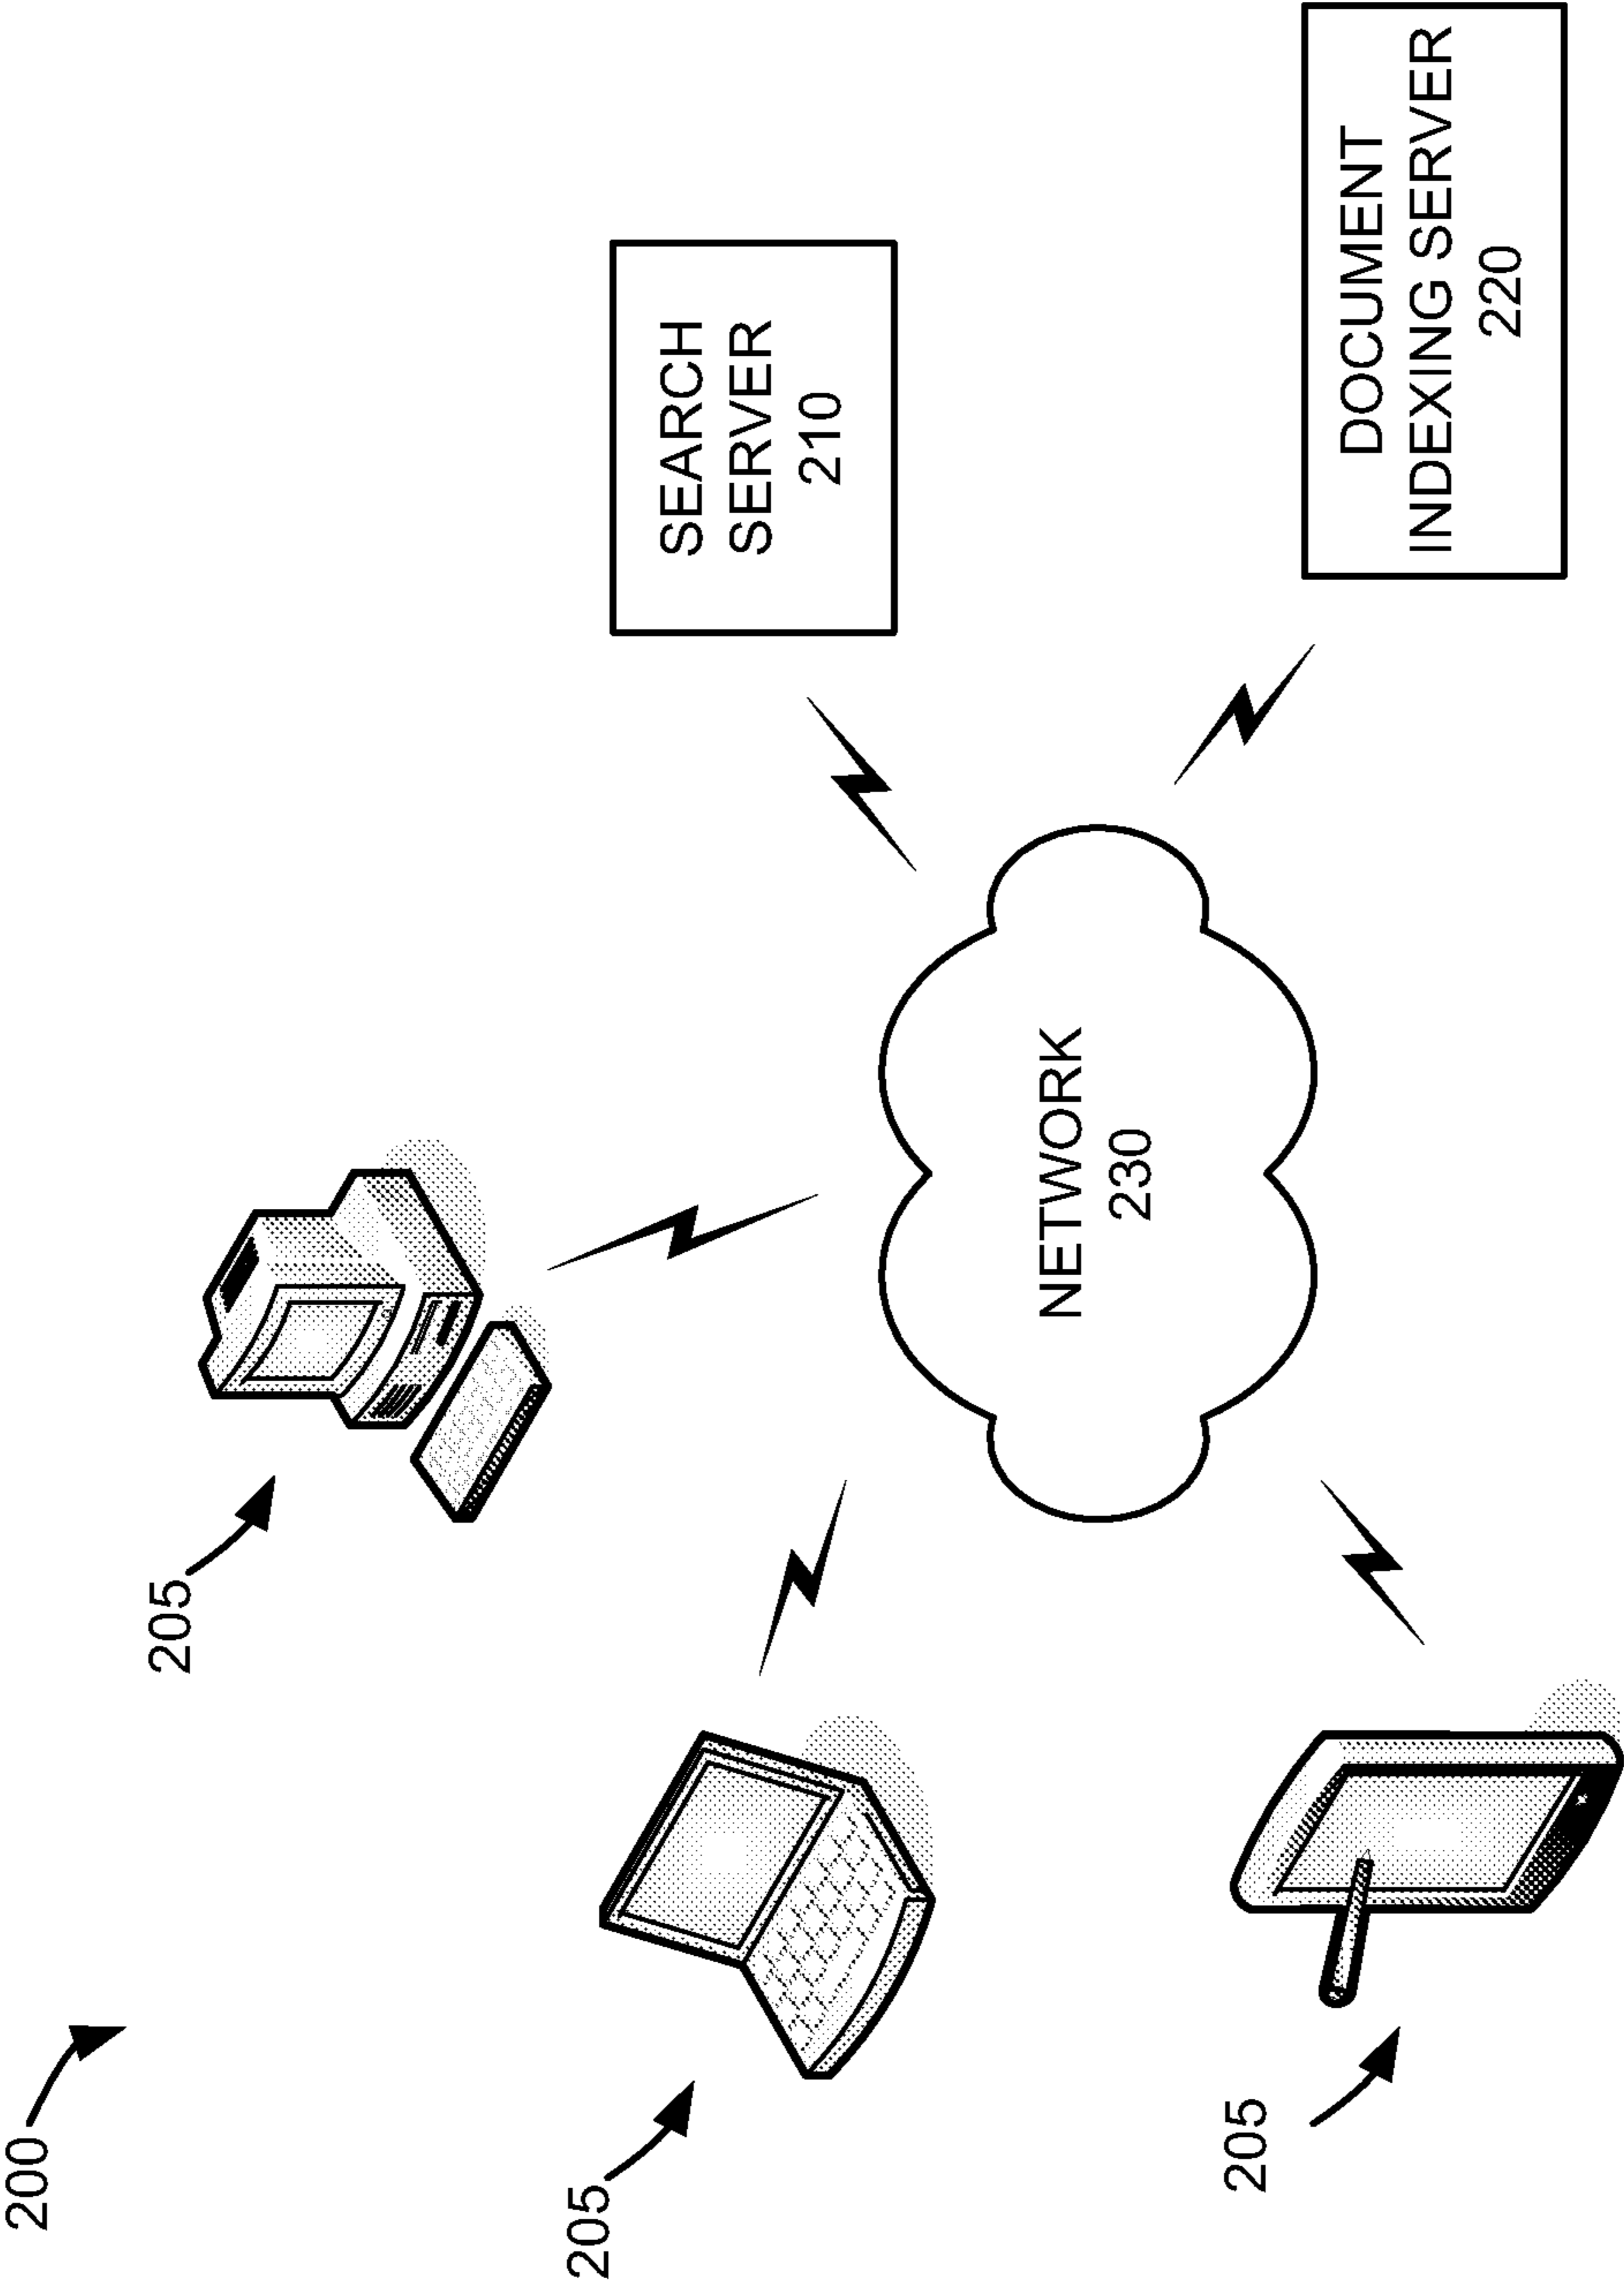 200
205
205
205
SEARCH
SERVER
210
NETWORK
230
DOCUMENT
INDEXING SERVER
220